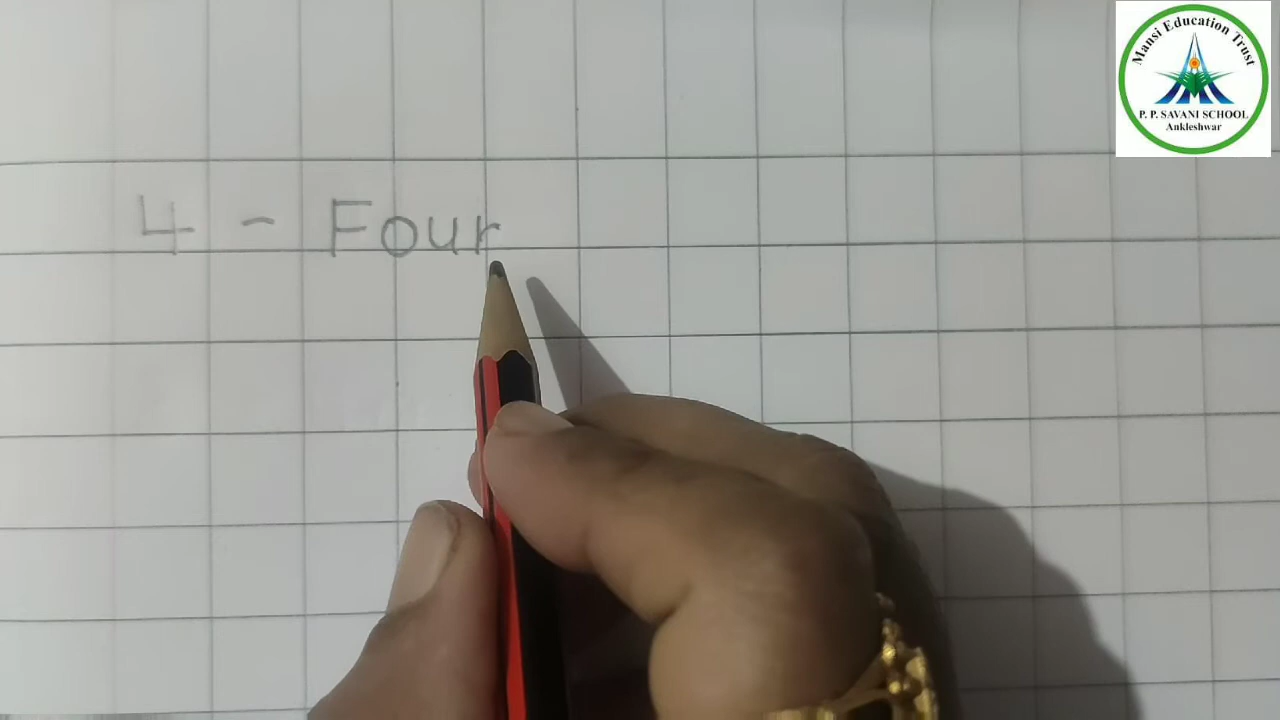 Mansi Education Trust
P. P. SAVANI SCHOOL
Ankleshwar
4 - Four